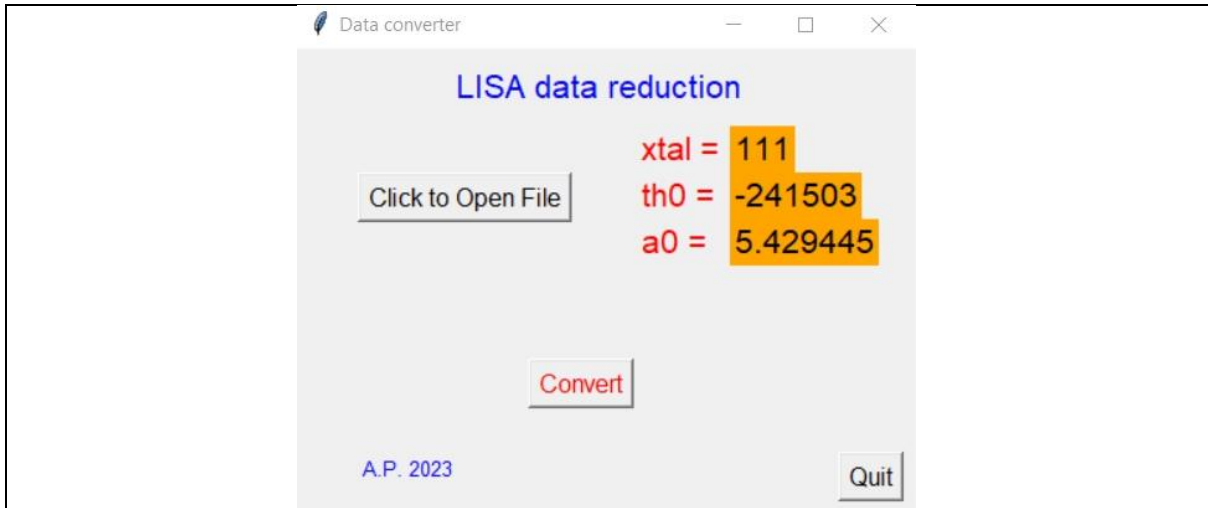 Data converter
LISA data reduction
xtal = 111
Click to Open File
th0 = -241503
a0 = 5.429445
Convert
A.P. 2023
Quit